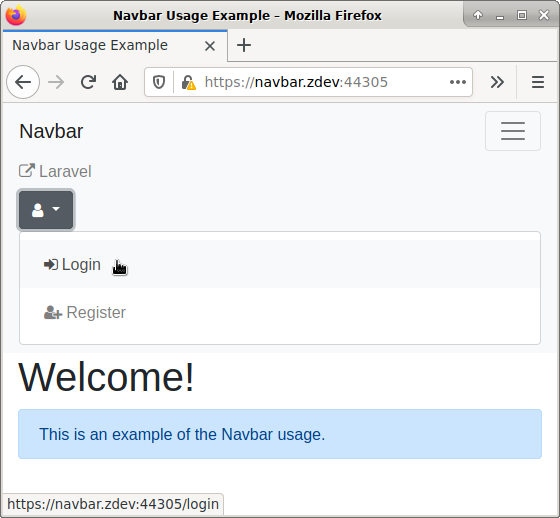 Navbar Usage Example – Mozilla Firefox
Navbar Usage Example
https://navbar.zdev:44305
Navbar
Laravel
Login
Register
Welcome!
This is an example of the Navbar usage.
https://navbar.zdev:44305/login